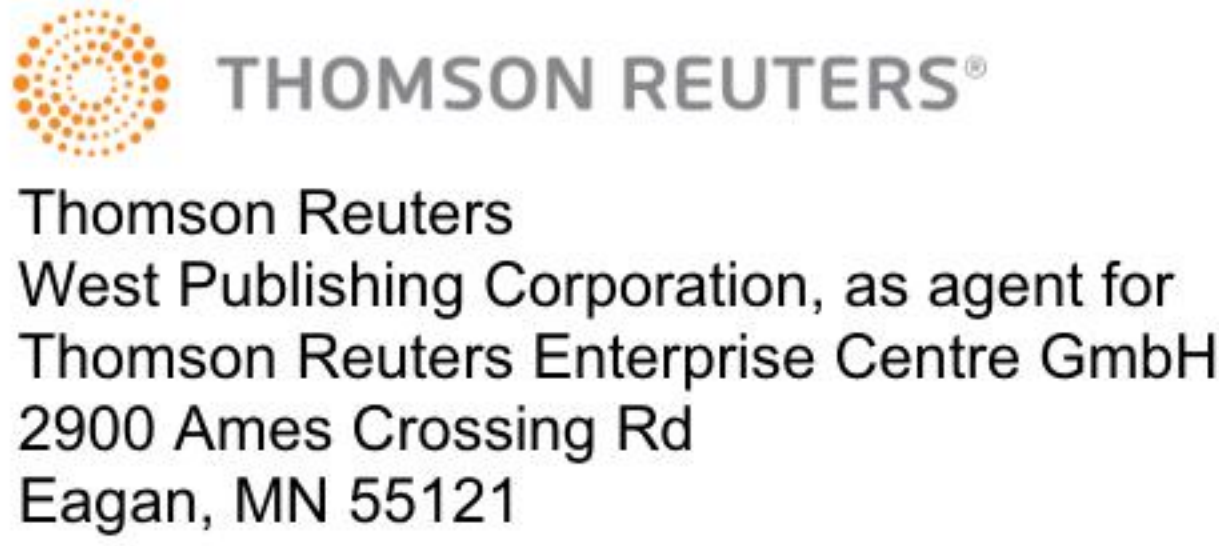 THOMSON REUTERS®
Thomson Reuters
West Publishing Corporation, as agent for
Thomson Reuters Enterprise Centre GmbH
2900 Ames Crossing Rd
Eagan, MN 55121